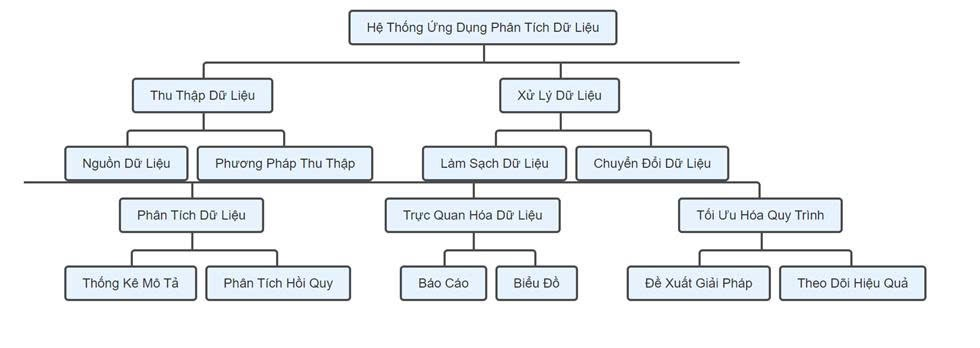 Hệ Thống Ứng Dụng Phân Tích Dữ Liệu
Thu Thập Dữ Liệu
Xử Lý Dữ Liệu
Nguồn Dữ Liệu
Phương Pháp Thu Thập
Làm Sạch Dữ Liệu
Chuyển Đổi Dữ Liệu
Phân Tích Dữ Liệu
Trực Quan Hóa Dữ Liệu
Tối Ưu Hóa Quy Trình
Thống Kê Mô Tả
Phân Tích Hồi Quy
Báo Cáo
Biểu Đồ
Đề Xuất Giải Pháp
Theo Dõi Hiệu Quả